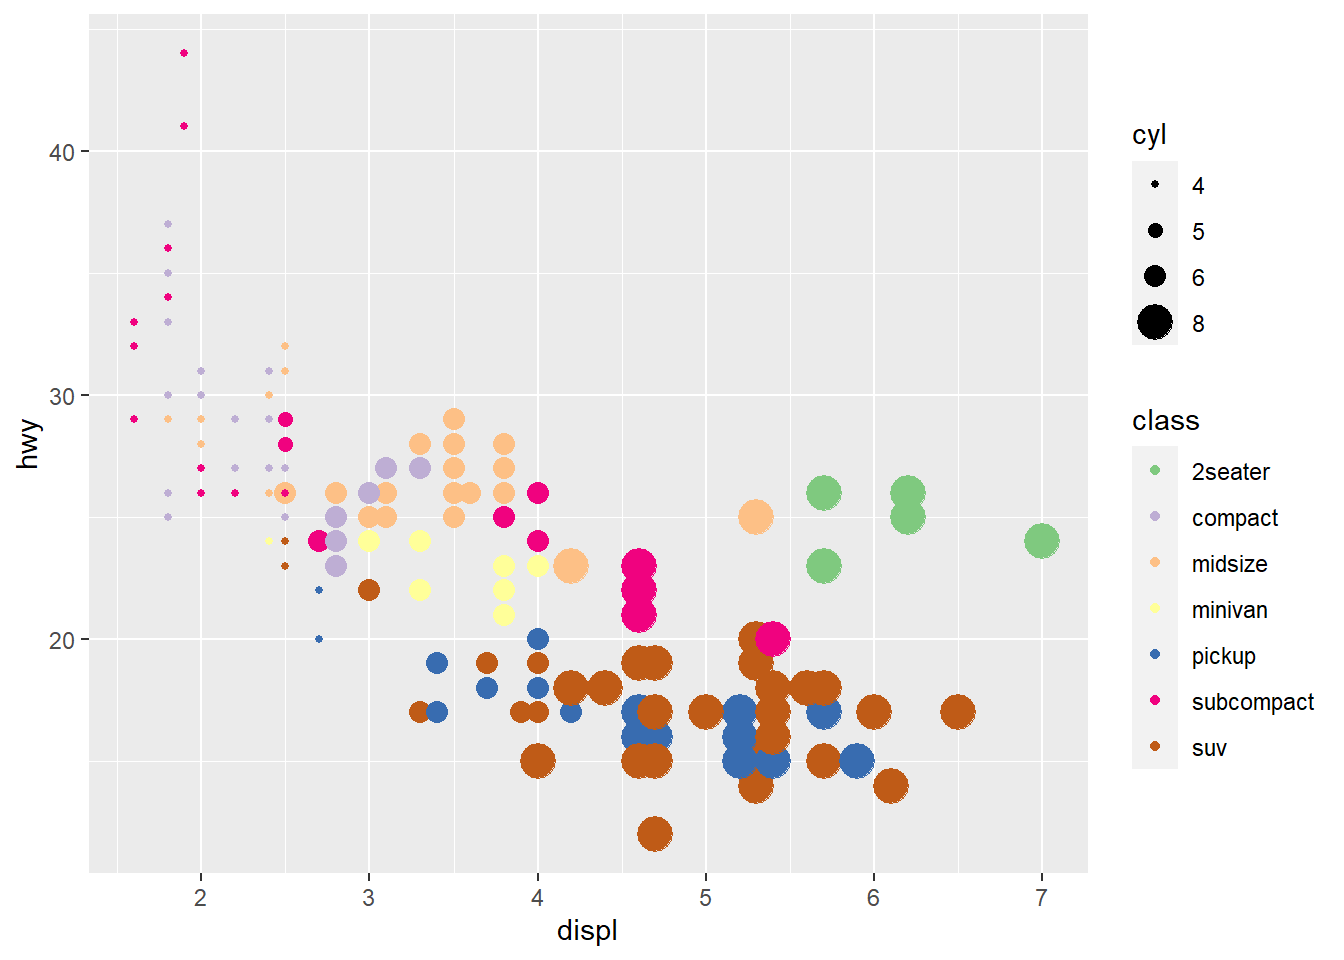 hwy
40
30
20
2
3
4
5
6
7
displ
cyl
4
5
6
8
class
2seater
compact
midsize
minivan
pickup
subcompact
suv